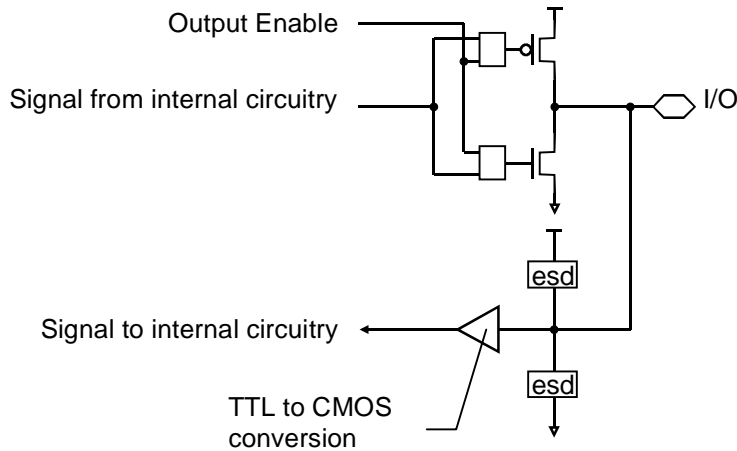 Output Enable
Signal from internal circuitry
I/O
esd
Signal to internal circuitry
esd
TTL to CMOS
conversion